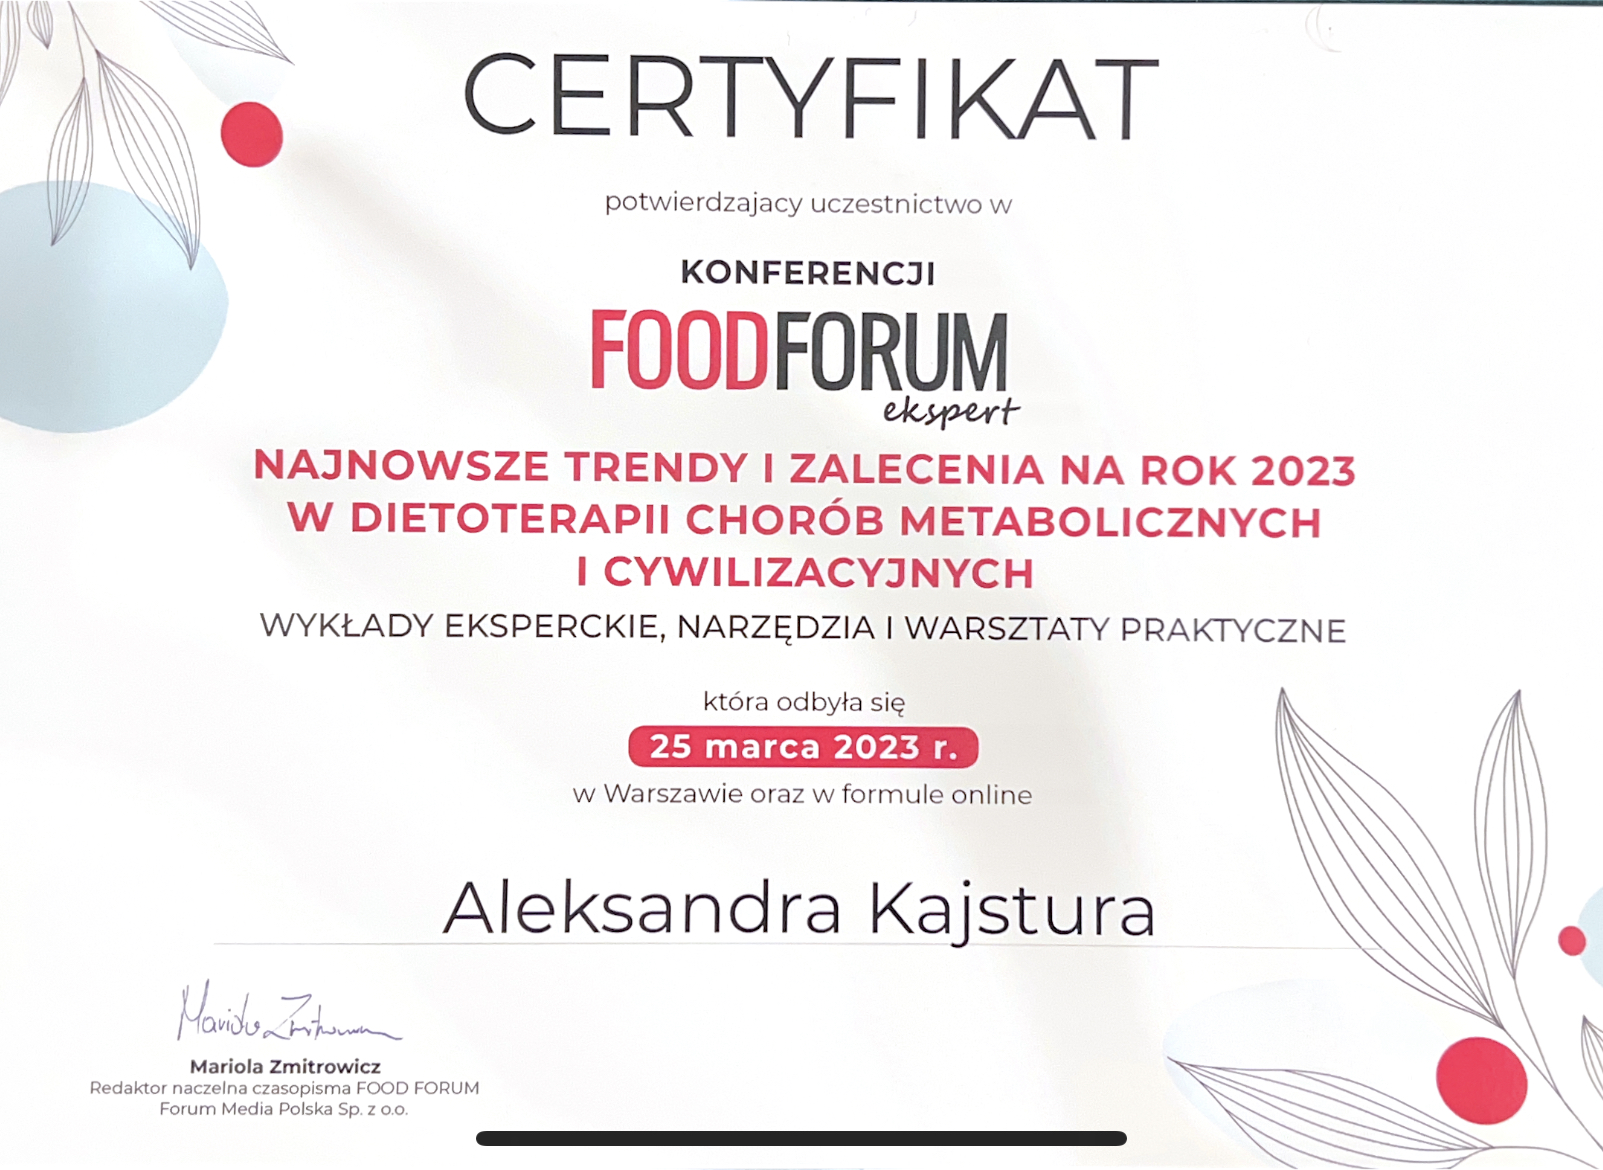 CERTYFIKAT
potwierdzajacy uczestnictwo w
KONFERENCJI
FOODFORUM
ekspert
NAJNOWSZE TRENDY I ZALECENIA NA ROK 2023
W DIETOTERAPII CHORÓB METABOLICZNYCH
I CYWILIZACYJNYCH
WYKŁADY EKSPERCKIE, NARZĘDZIA I WARSZTATY PRAKTYCZNE
która odbyła się
25 marca 2023 r.
w Warszawie oraz w formule online
Aleksandra Kajstura
Mariola Zmitrowicz
Mariola Zmitrowicz
Redaktor naczelna czasopisma FOOD FORUM
Forum Media Polska Sp. z o.o.